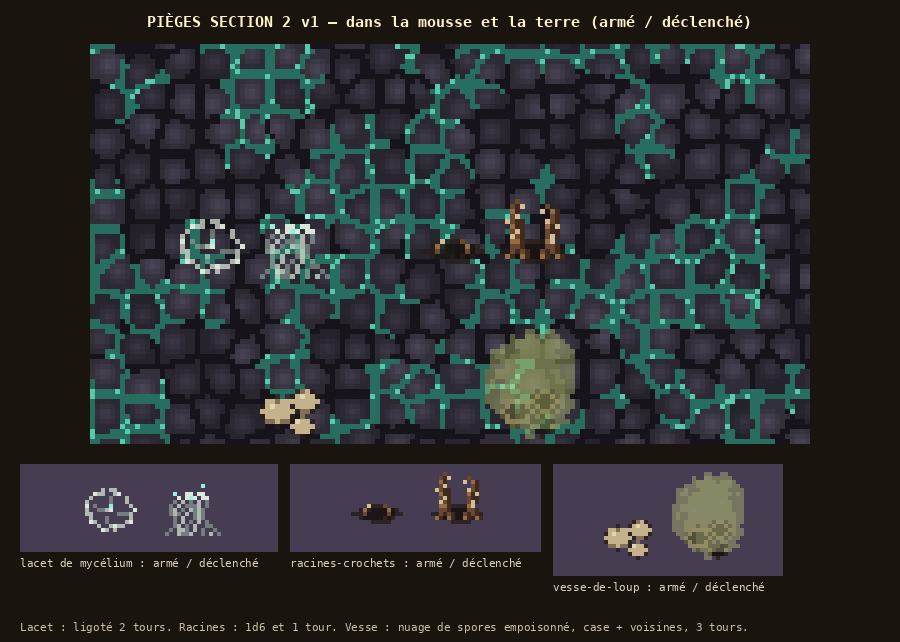 PIÈGES SECTION 2 v1 — dans la mousse et la terre (armé / déclenché)
lacet de mycélium : armé / déclenché
racines-crochets : armé / déclenché
vesse-de-loup : armé / déclenché
Lacet : ligoté 2 tours. Racines : 1d6 et 1 tour. Vesse : nuage de spores empoisonné, case + voisines, 3 tours.